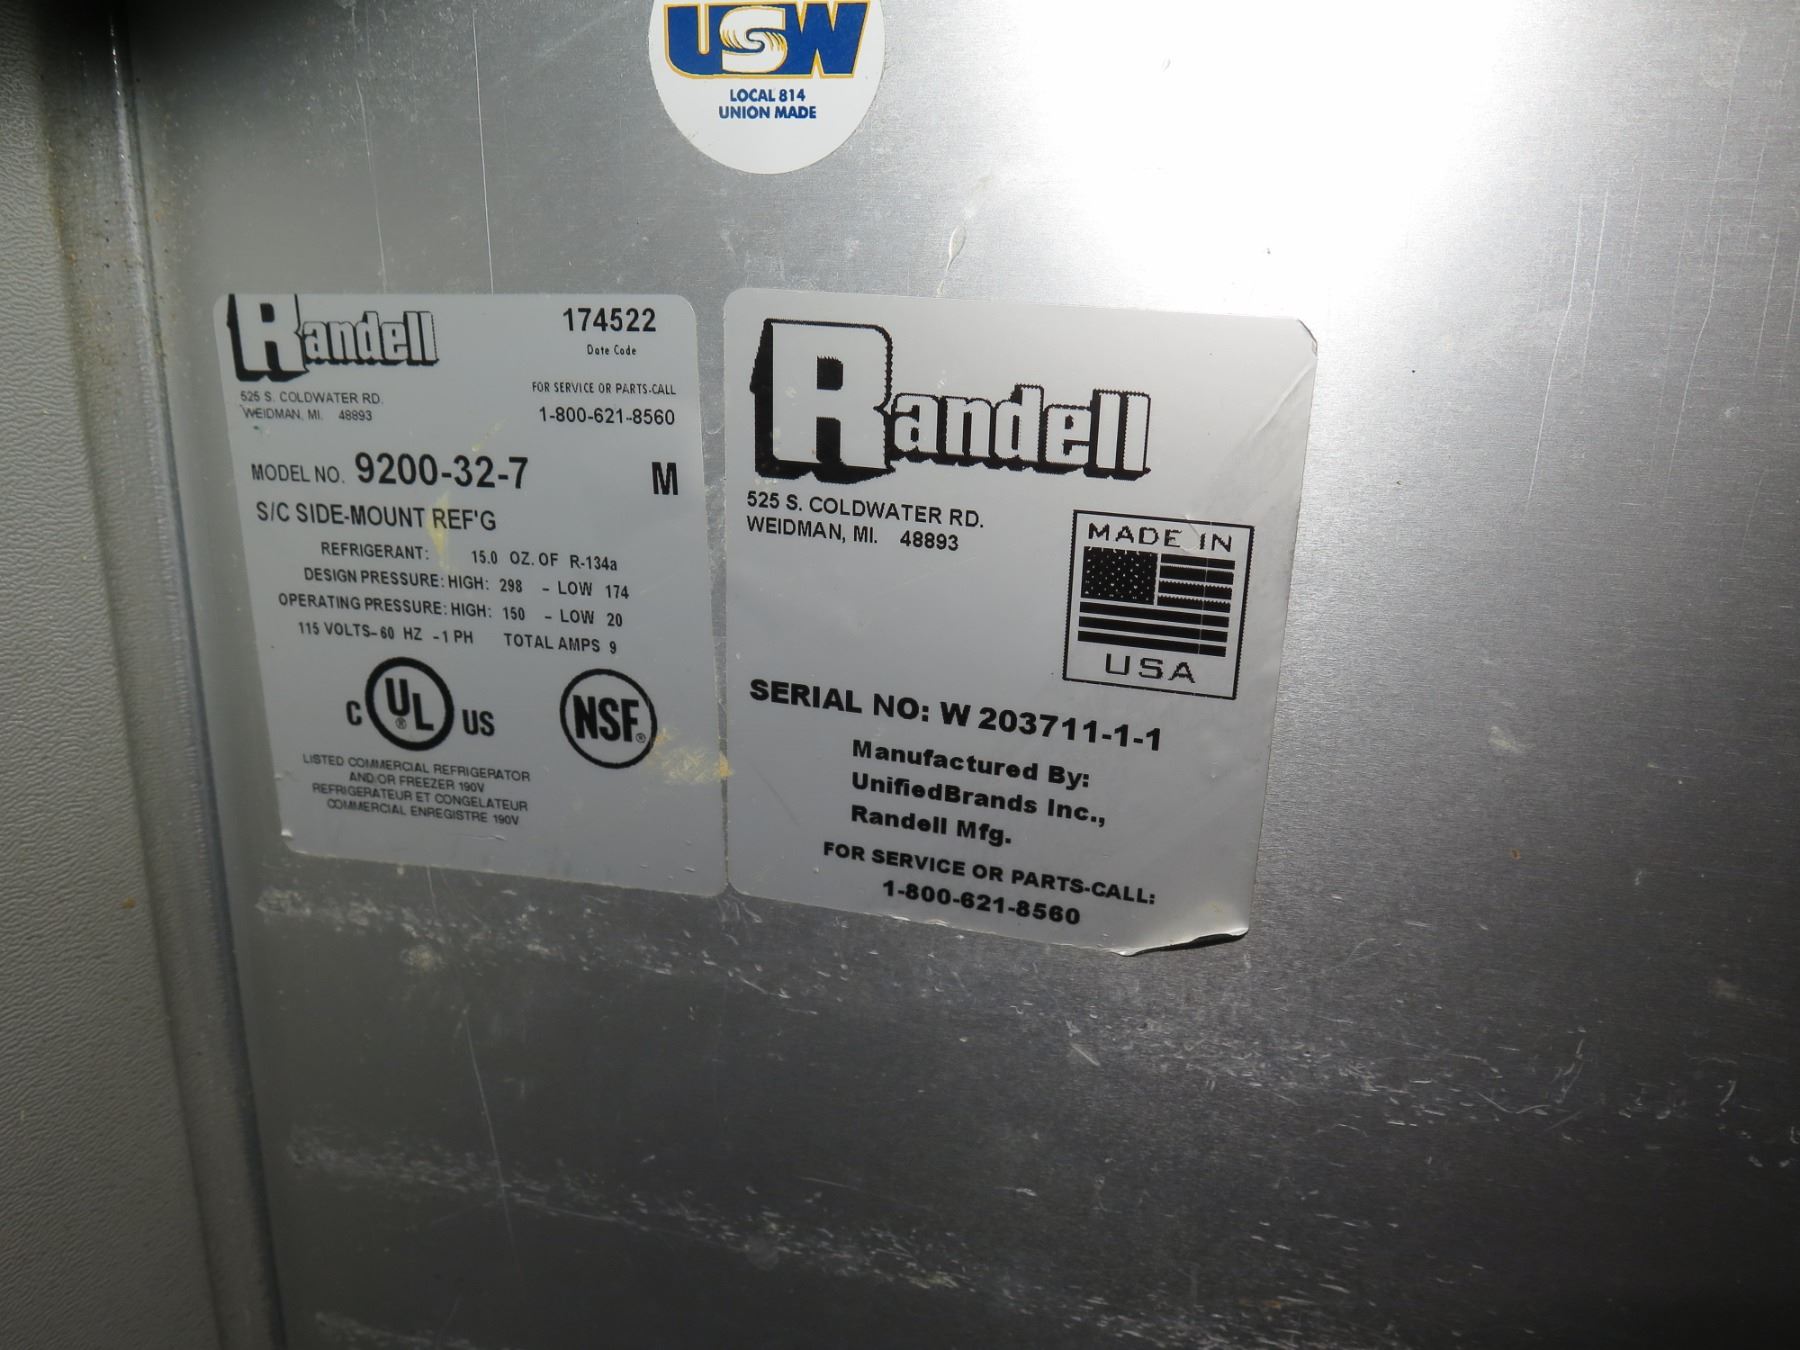 USW
LOCAL 814
UNION MADE
Randell
174522
Date Code
525 S. COLDWATER RD.
WEIDMAN, MI. 48893
FOR SERVICE OR PARTS-CALL
1-800-621-8560
MODEL NO. 9200-32-7 M
S/C SIDE-MOUNT REF'G
REFRIGERANT: 15.0 OZ. OF R-134a
DESIGN PRESSURE: HIGH: 298 - LOW 174
OPERATING PRESSURE: HIGH: 150 - LOW 20
115 VOLTS- 60 HZ -1 PH TOTAL AMPS 9
C UL ® US
NSF ®
LISTED COMMERCIAL REFRIGERATOR
AND/OR FREEZER 190V
REFRIGERATEUR ET CONGELATEUR
COMMERCIAL ENREGISTRE 190V
Randell
525 S. COLDWATER RD.
WEIDMAN, MI. 48893
MADE IN
USA
SERIAL NO: W 203711-1-1
Manufactured By:
UnifiedBrands Inc.,
Randell Mfg.
FOR SERVICE OR PARTS-CALL:
1-800-621-8560